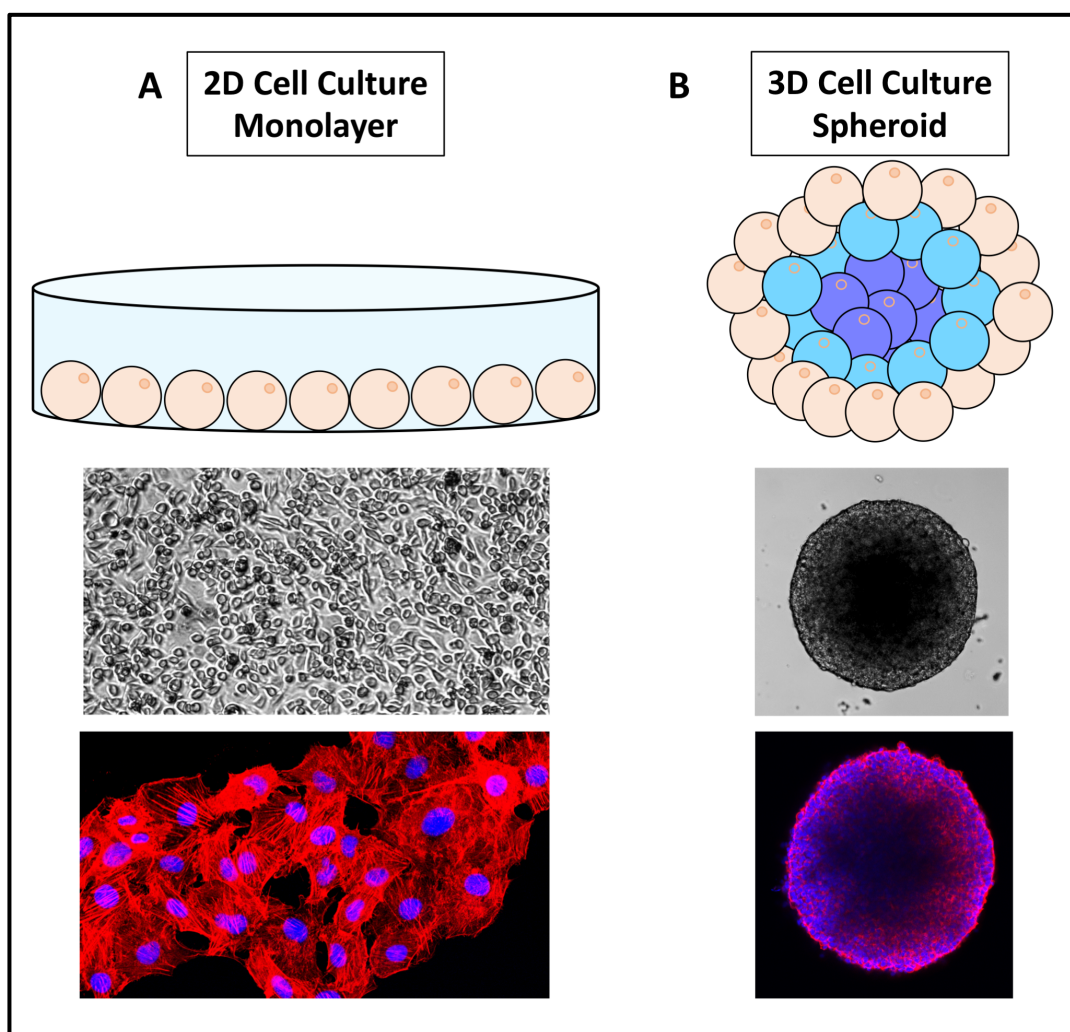 A
2D Cell Culture
Monolayer
B
3D Cell Culture
Spheroid